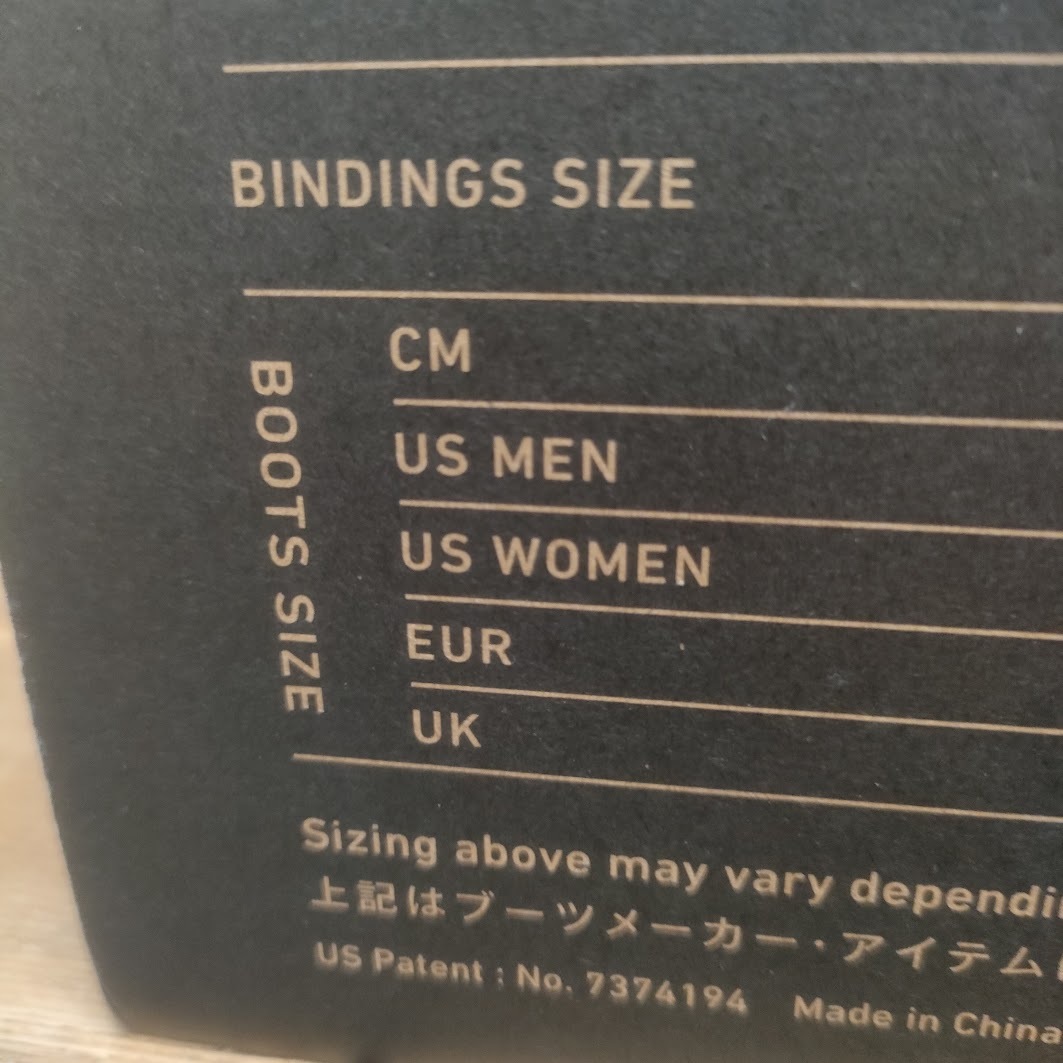 BINDINGS SIZE
BOOTS SIZE
CM
US MEN
US WOMEN
EUR
UK
Sizing above may vary dependi
上記はブーツメーカー・アイテム
US Patent : No. 7374194 Made in China